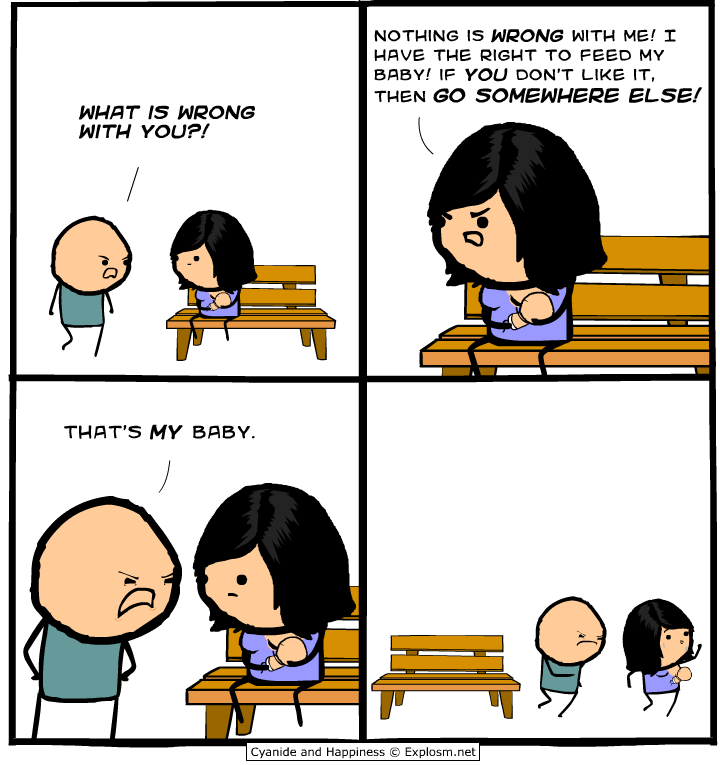 WHAT IS WRONG
WITH YOU?!
NOTHING IS WRONG WITH ME! I
HAVE THE RIGHT TO FEED MY
BABY! IF YOU DON'T LIKE IT,
THEN GO SOMEWHERE ELSE!
THAT'S MY BABY.
Cyanide and Happiness © Explosm.net